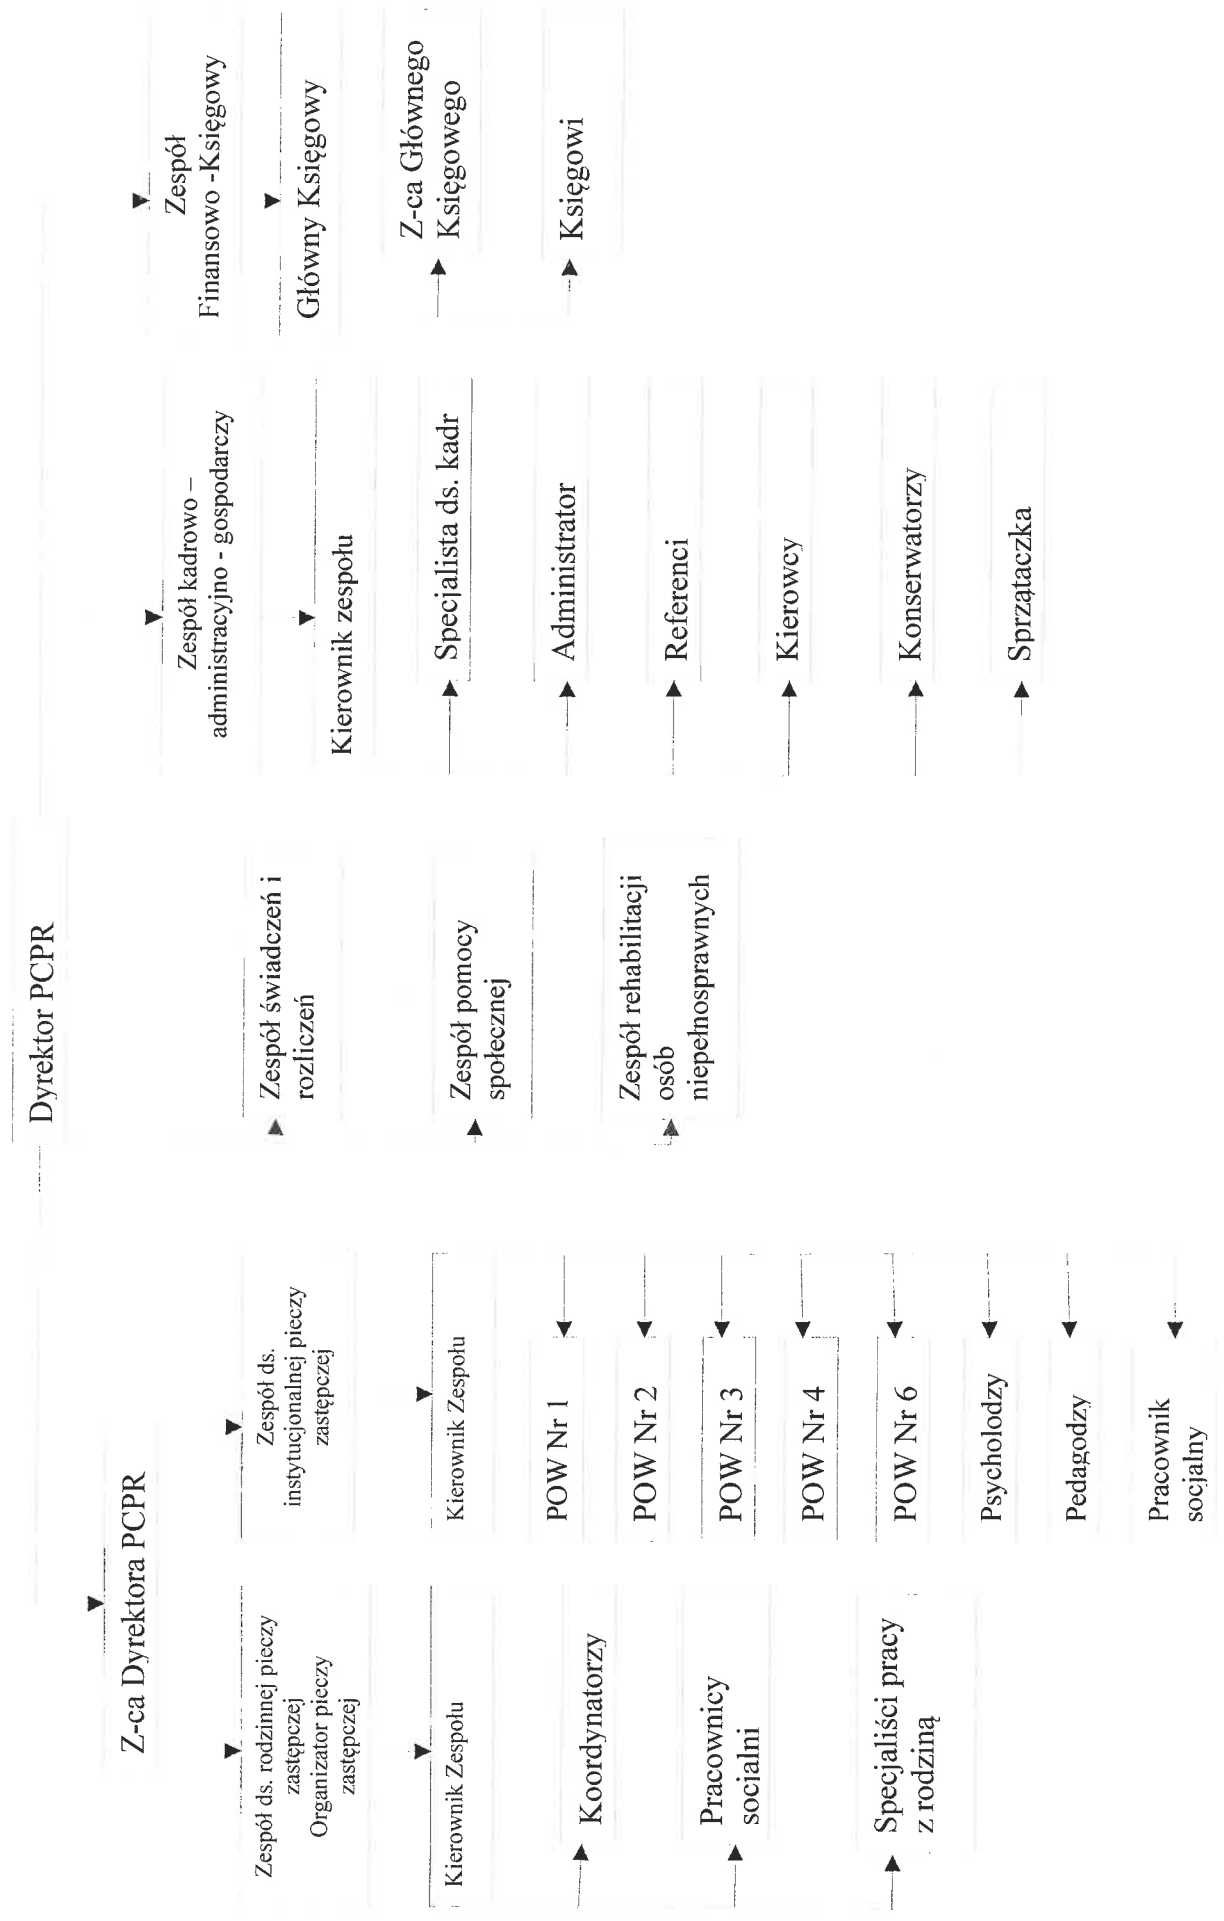 Dyrektor PCPR
Z-ca Dyrektora PCPR
Zespół ds. rodzinnej pieczy
zastępczej
Organizator pieczy
zastępczej
Kierownik Zespołu
Koordynatorzy
Pracownicy
socjalni
Specjaliści pracy
z rodziną
Zespół ds.
instytucjonalnej pieczy
zastępczej
Kierownik Zespołu
POW Nr 1
POW Nr 2
POW Nr 3
POW Nr 4
POW Nr 6
Psycholodzy
Pedagodzy
Pracownik
socjalny
Zespół świadczeń i
rozliczeń
Zespół pomocy
społecznej
Zespół rehabilitacji
osób
niepełnosprawnych
Zespół kadrowo –
administracyjno - gospodarczy
Kierownik zespołu
Specjalista ds. kadr
Administrator
Referenci
Kierowcy
Konserwatorzy
Sprzątaczka
Zespół
Finansowo -Księgowy
Główny Księgowy
Z-ca Głównego
Księgowego
Księgowi